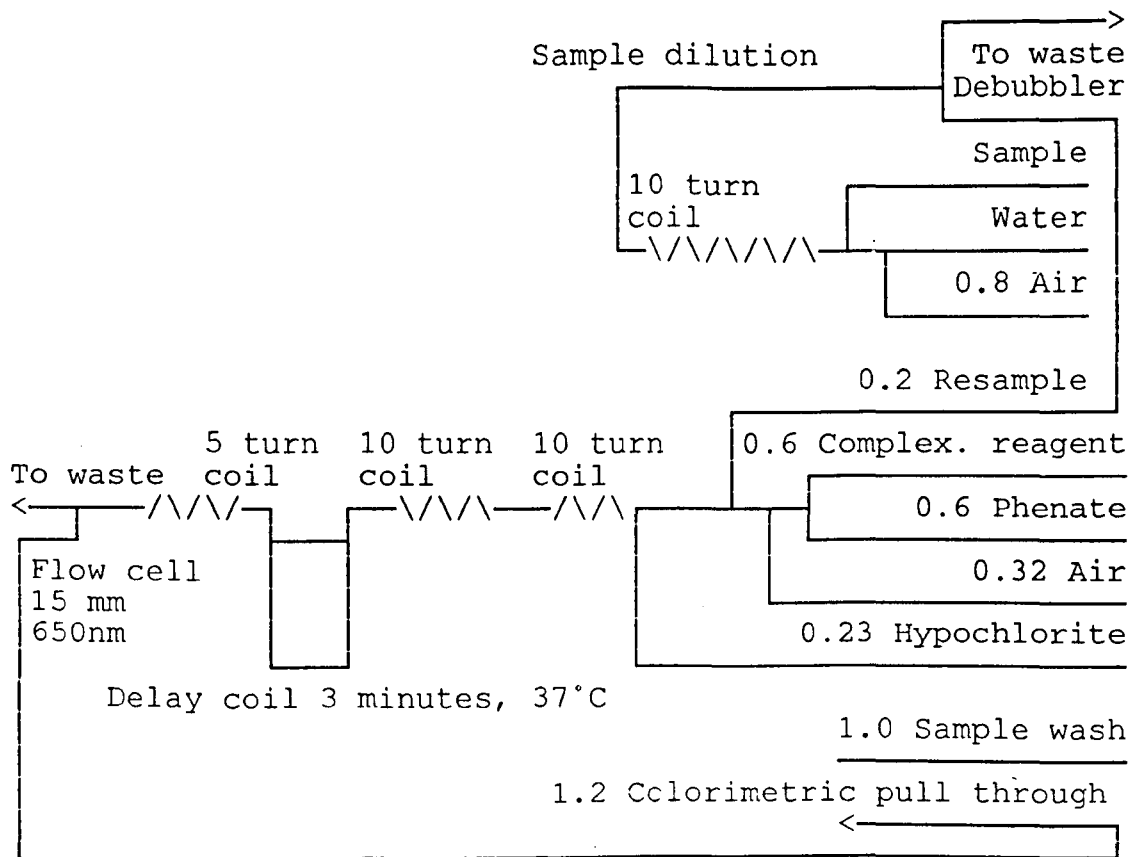 Sample dilution
To waste
Debubbler
Sample
10 turn
coil
Water
0.8 Air
0.2 Resample
5 turn
coil
10 turn
coil
10 turn
coil
0.6 Complex. reagent
To waste
0.6 Phenate
Flow cell
15 mm
650nm
0.32 Air
0.23 Hypochlorite
Delay coil 3 minutes, 37°C
1.0 Sample wash
1.2 Cclorimetric pull through